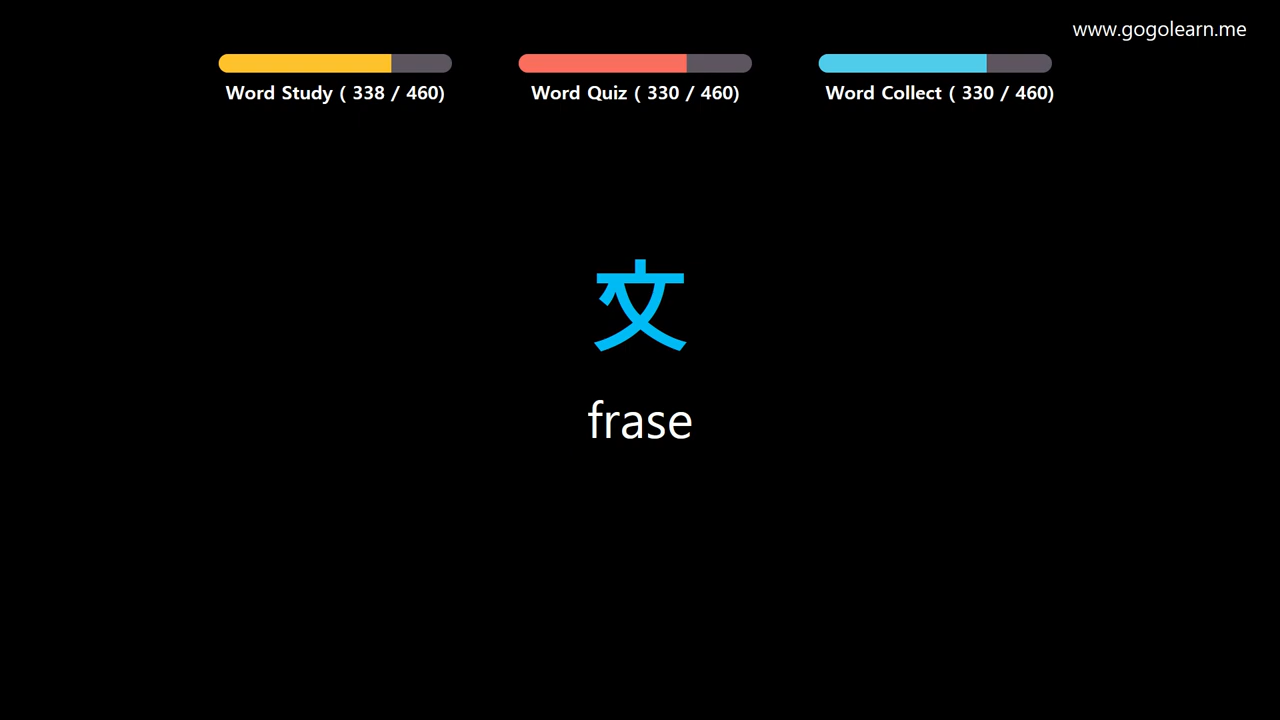 www.gogolearn.me
Word Study ( 338 / 460)
Word Quiz ( 330 / 460)
Word Collect ( 330 / 460)
文
frase